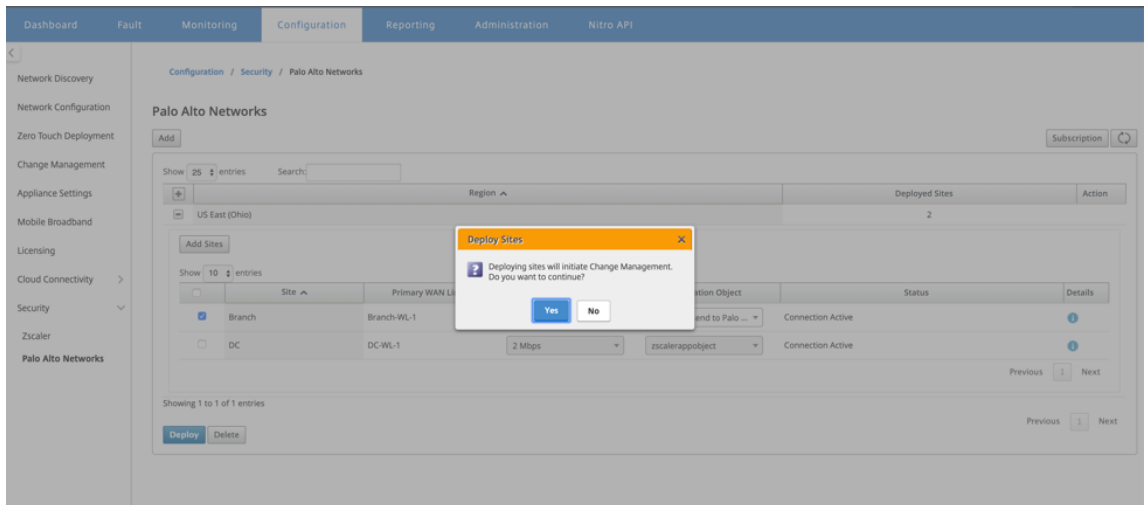 Dashboard Fault Monitoring Configuration Reporting Administration Nitro API
Network Discovery
Network Configuration
Zero Touch Deployment
Change Management
Appliance Settings
Mobile Broadband
Licensing
Cloud Connectivity
Security
Zscaler
Palo Alto Networks
Configuration / Security / Palo Alto Networks
Palo Alto Networks
Add Subscription
Show 25 entries Search:
Region Deployed Sites Action
US East (Ohio) 2
Add Sites
Show 10 entries
Site Primary WAN Li ation Object Status Details
Branch Branch-WL-1 end to Palo ... Connection Active
DC DC-WL-1 2 Mbps zscalerappobject Connection Active
Previous 1 Next
Showing 1 to 1 of 1 entries
Previous 1 Next
Deploy Delete
Deploy Sites
Deploying sites will initiate Change Management.
Do you want to continue?
Yes No